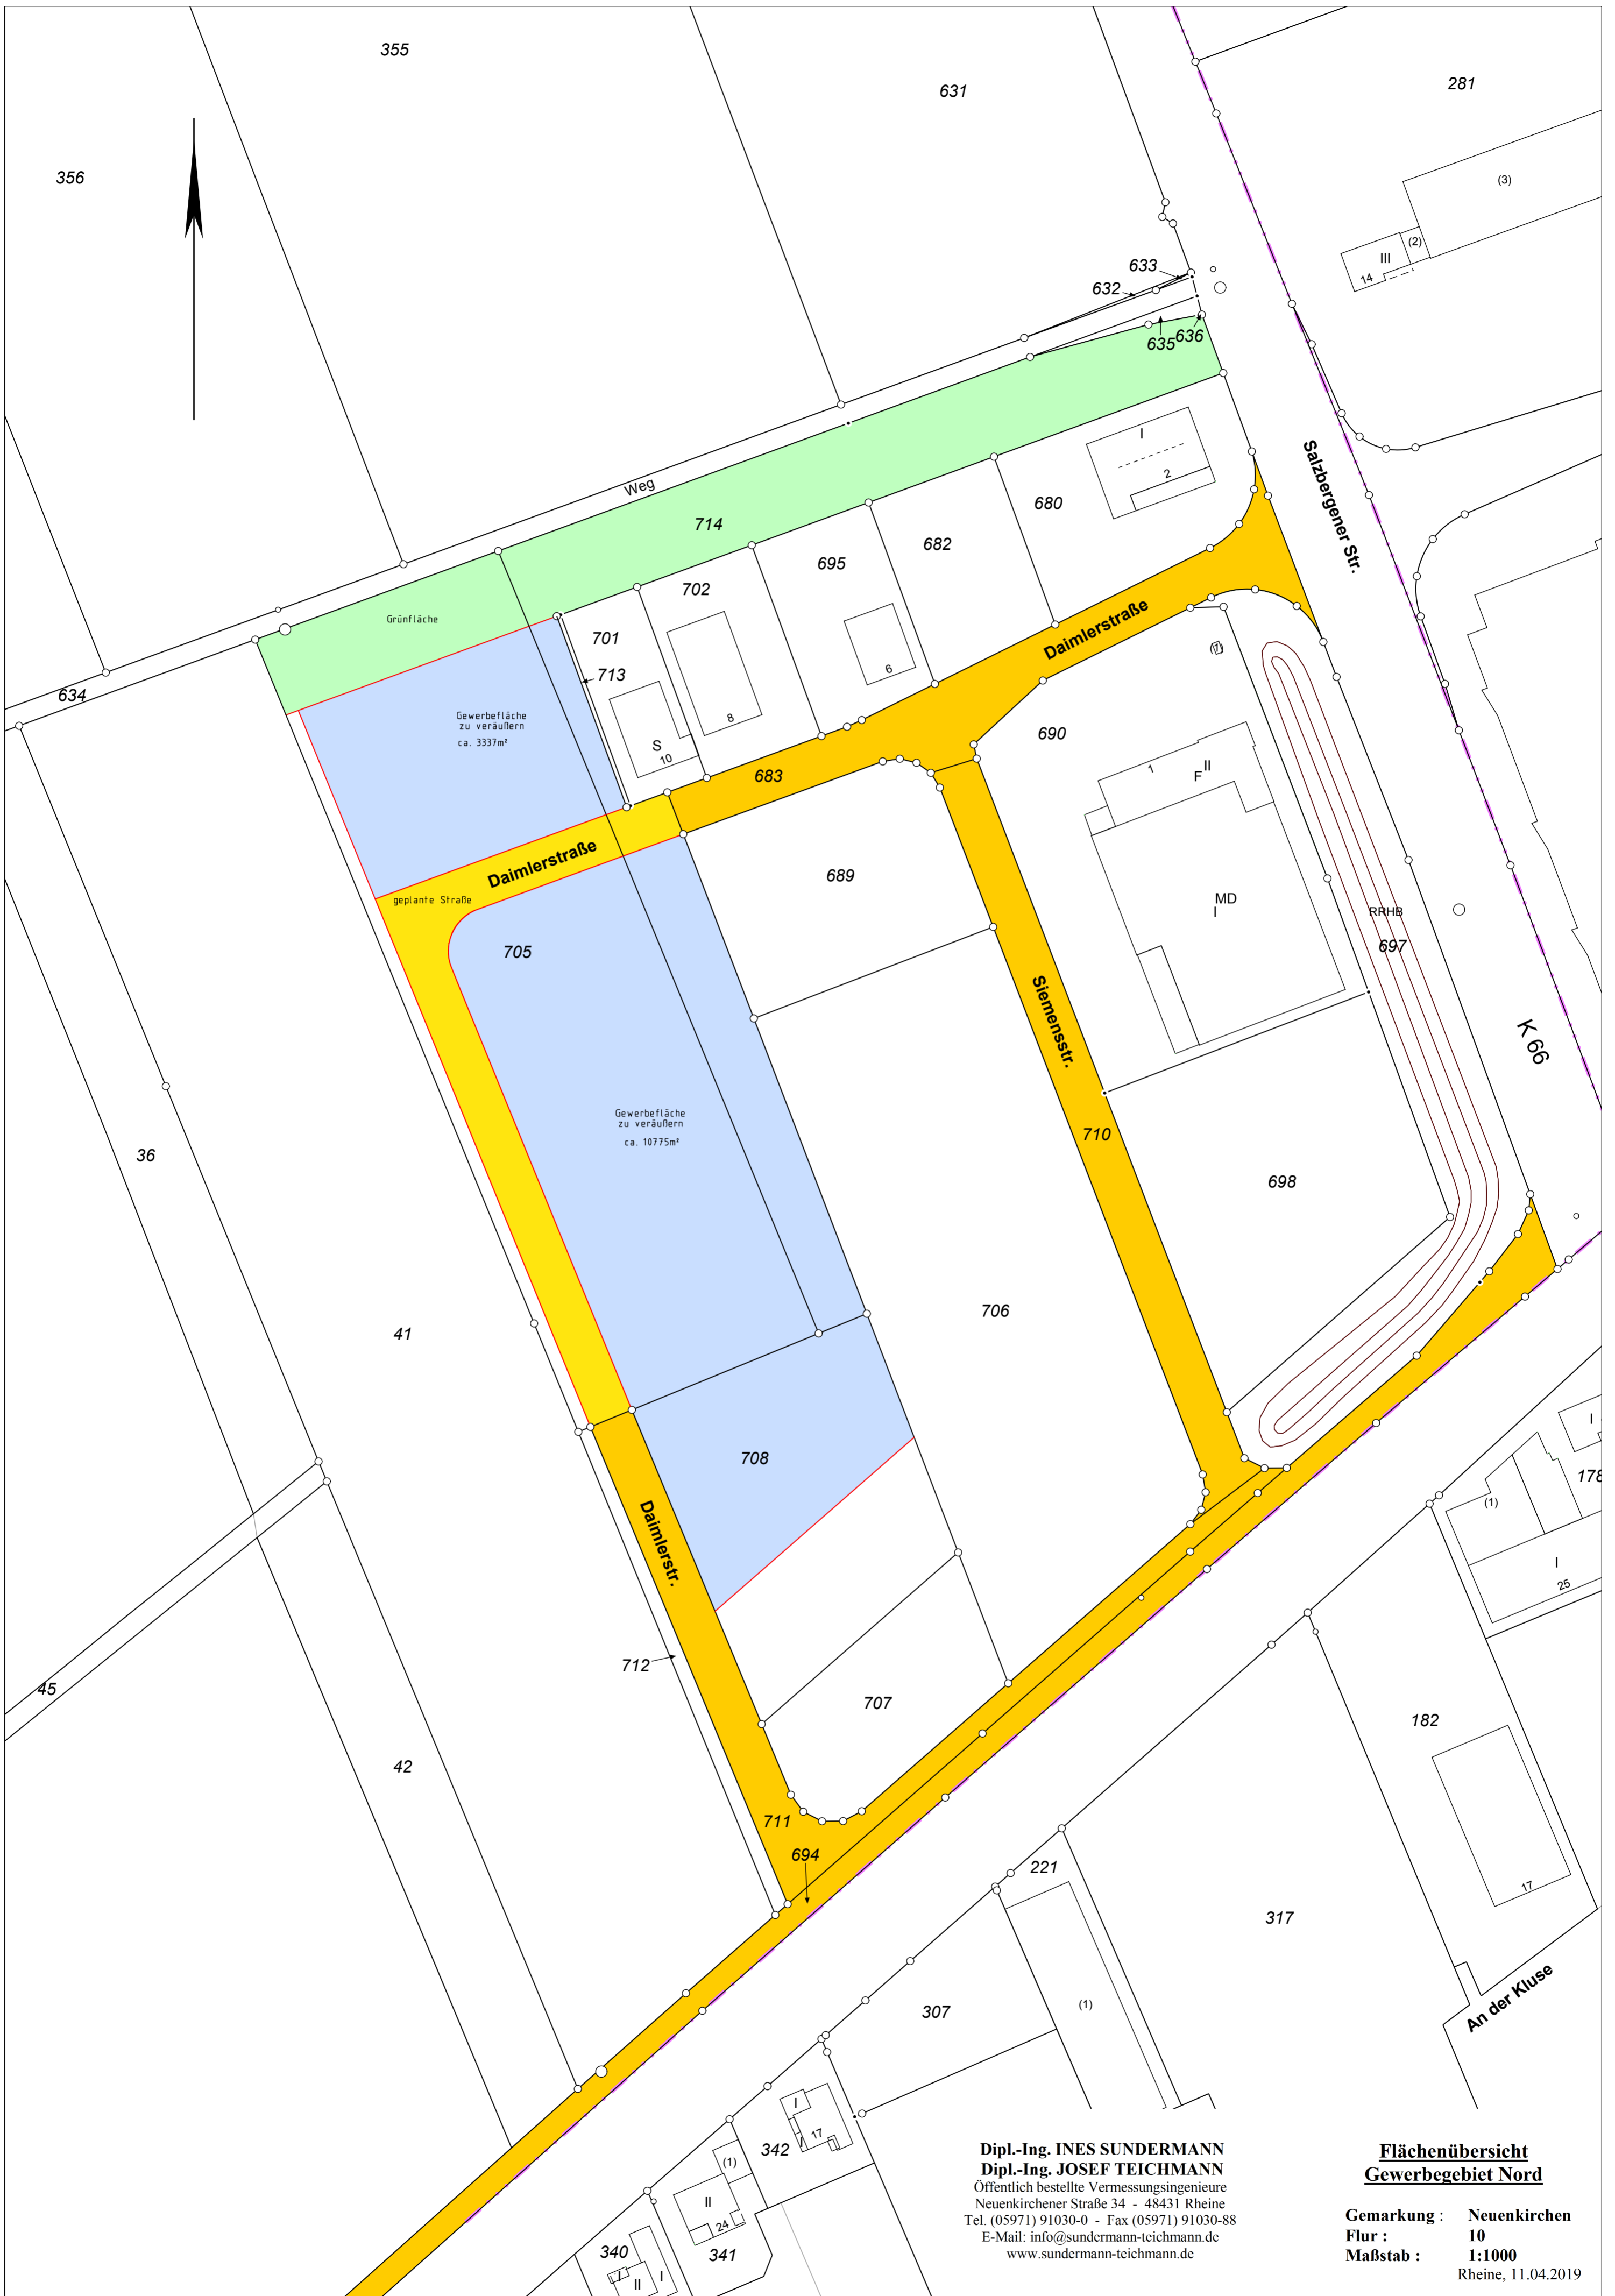 355
631
281
356
(3)
(2)
III
14
633
632
635
636
Weg
714
I
2
680
682
695
702
701
713
Grünfläche
634
Salzbergener Str.
Daimlerstraße
6
8
S
10
Gewerbefläche
zu veräußern
ca. 3337m²
683
690
1
II
F
689
MD
I
RRHB
697
Daimlerstraße
geplante Straße
705
Siemensstr.
K 66
Gewerbefläche
zu veräußern
ca. 10775m²
36
710
698
41
706
708
Daimlerstr.
I
178
(1)
I
25
712
45
707
182
42
711
694
221
17
317
An der Kluse
307
(1)
I
17
I
342
(1)
II
24
340
341
I
II
I
Dipl.-Ing. INES SUNDERMANN
Dipl.-Ing. JOSEF TEICHMANN
Öffentlich bestellte Vermessungsingenieure
Neuenkirchener Straße 34 - 48431 Rheine
Tel. (05971) 91030-0 - Fax (05971) 91030-88
E-Mail: info@sundermann-teichmann.de
www.sundermann-teichmann.de
Flächenübersicht
Gewerbegebiet Nord
Gemarkung : Neuenkirchen
Flur : 10
Maßstab : 1:1000
Rheine, 11.04.2019